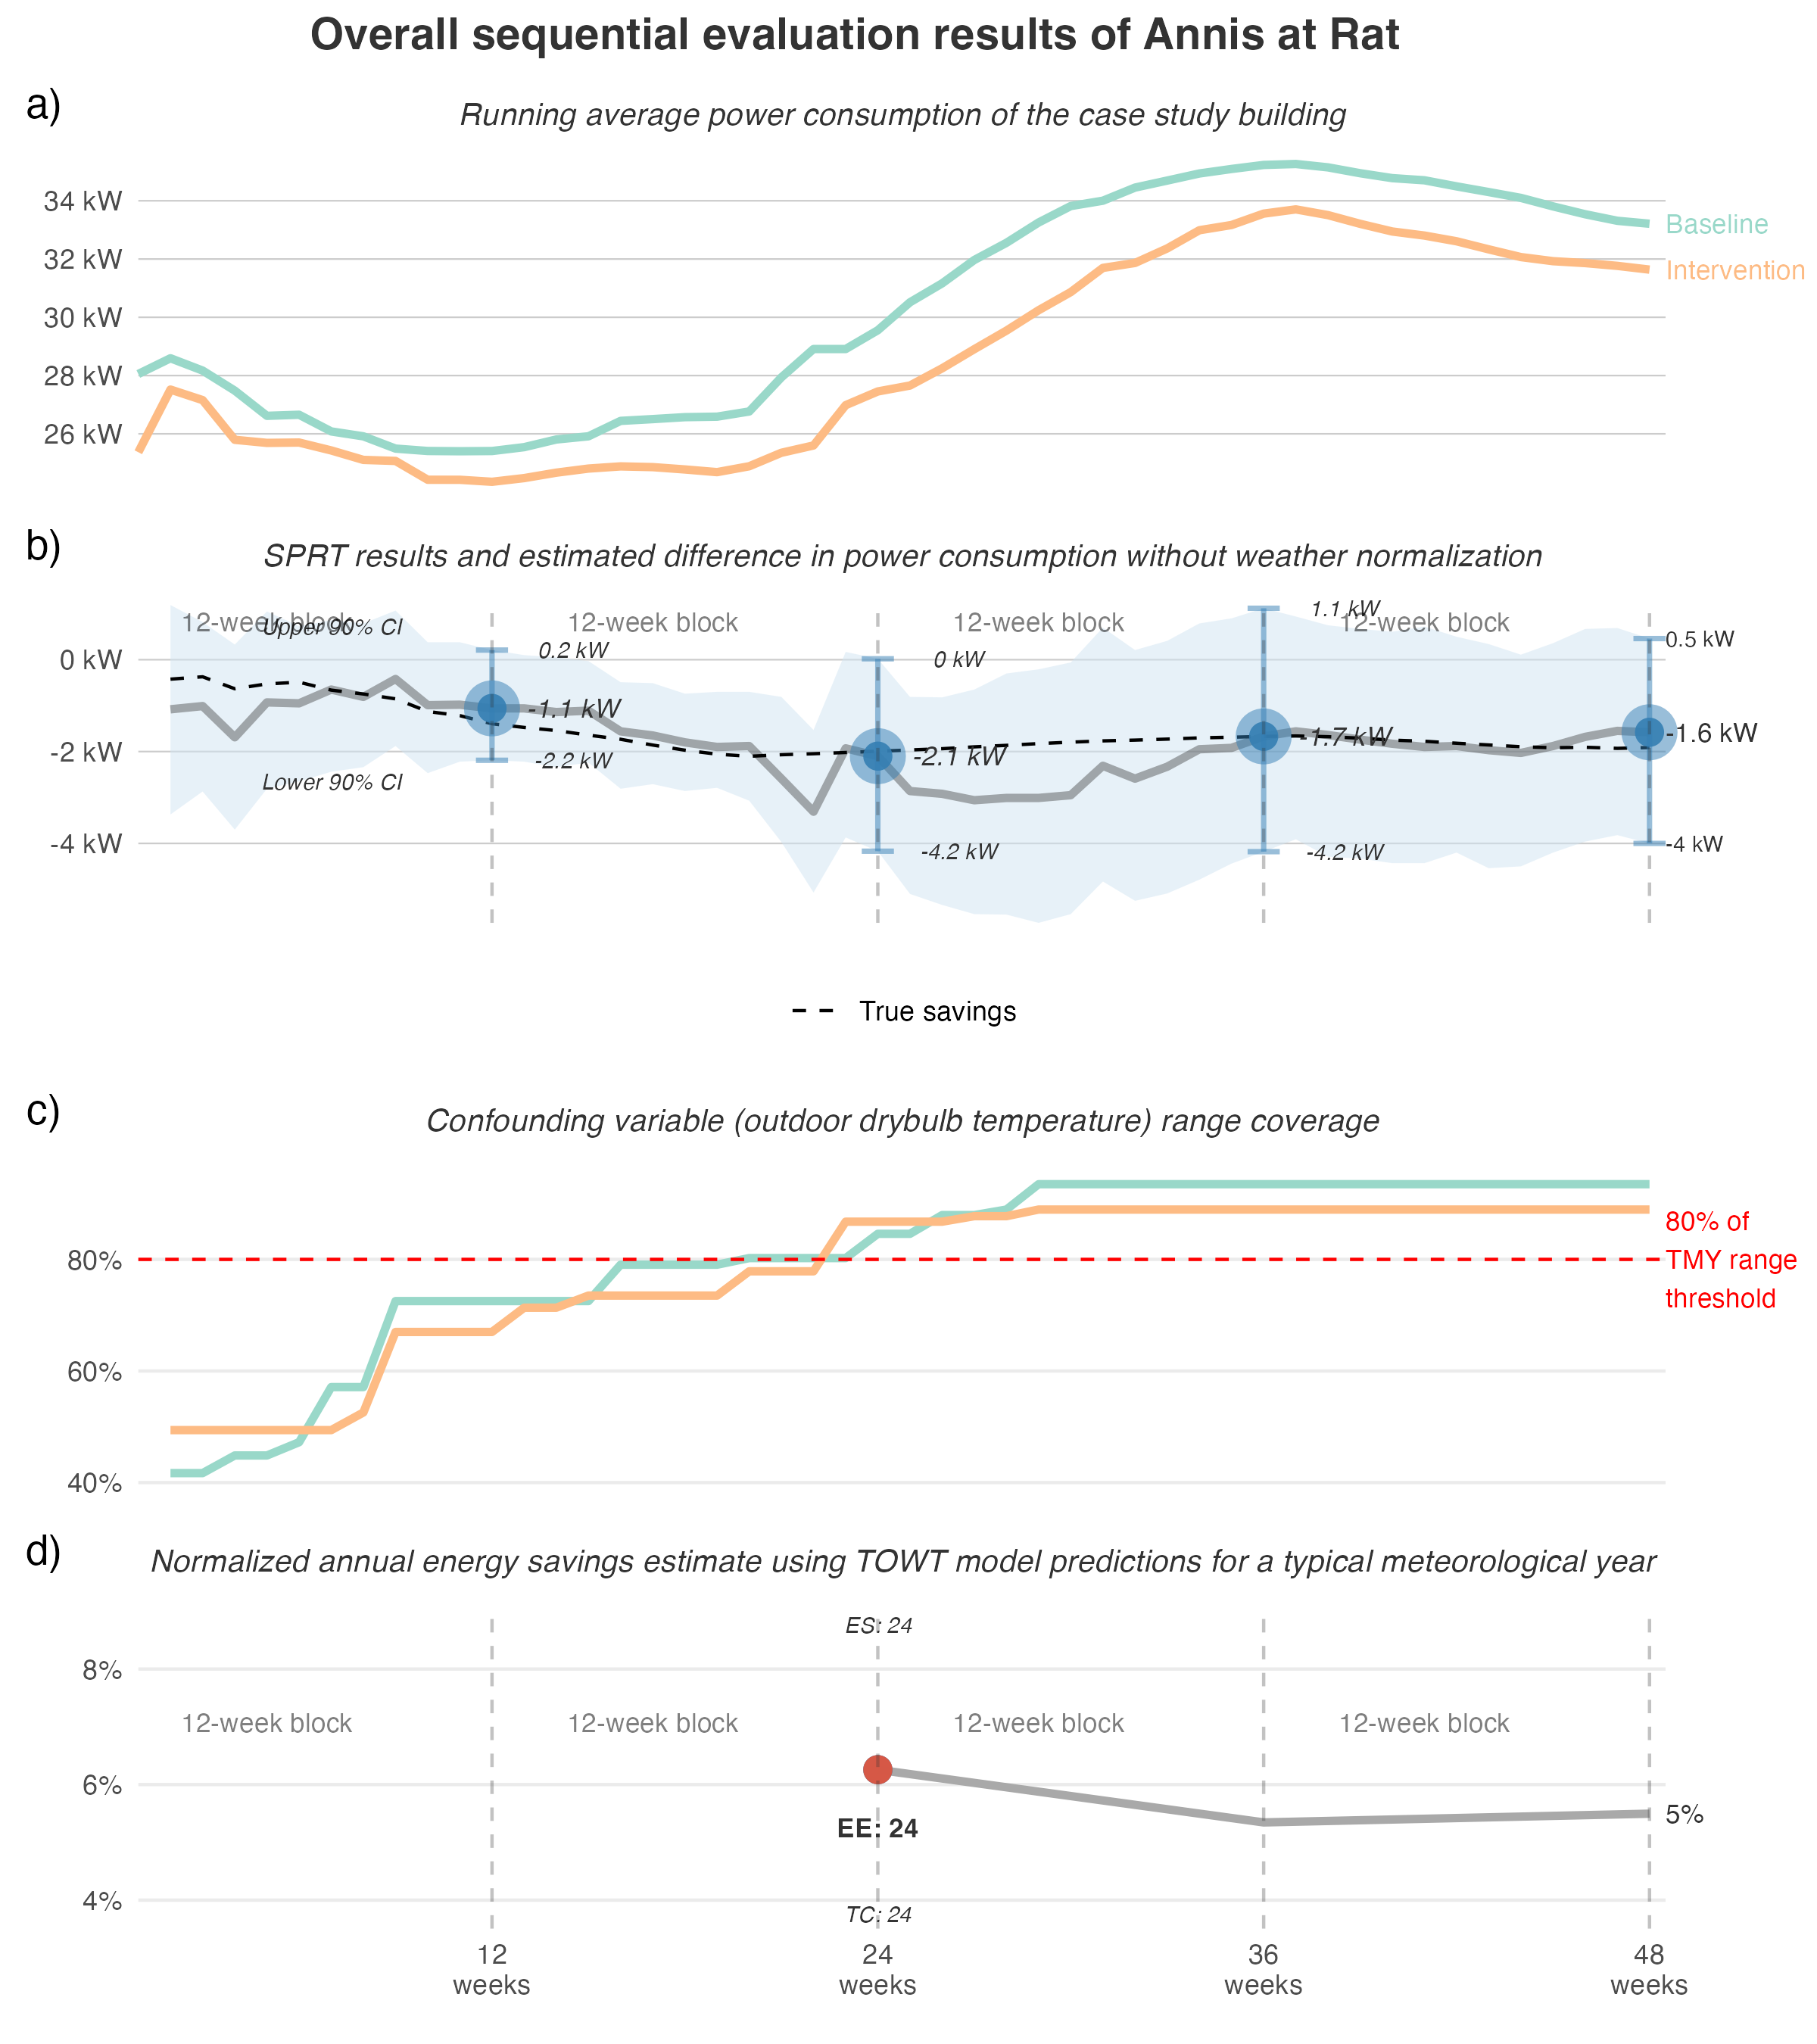 Overall sequential evaluation results of Annis at Rat
a)
Running average power consumption of the case study building
34 kW
32 kW
30 kW
28 kW
26 kW
Baseline
Intervention
b)
SPRT results and estimated difference in power consumption without weather normalization
12-week block
12-week block
12-week block
12-week block
Upper 90% CI
Lower 90% CI
0 kW
-2 kW
-4 kW
0.2 kW
-1.1 kW
-2.2 kW
0 kW
-2.1 kW
-4.2 kW
1.1 kW
-1.7 kW
-4.2 kW
0.5 kW
-1.6 kW
-4 kW
True savings
c)
Confounding variable (outdoor drybulb temperature) range coverage
80%
60%
40%
80% of
TMY range
threshold
d)
Normalized annual energy savings estimate using TOWT model predictions for a typical meteorological year
ES: 24
8%
12-week block
12-week block
12-week block
12-week block
6%
EE: 24
5%
4%
TC: 24
12
weeks
24
weeks
36
weeks
48
weeks